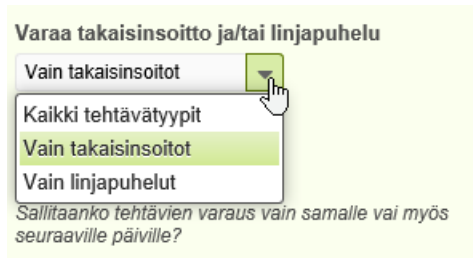 Varaa takaisinsoitto ja/tai linjapuhelu
Vain takaisinsoitot
Kaikki tehtävätyypit
Vain takaisinsoitot
Vain linjapuhelut
Sallitaanko tehtävien varaus vain samalle vai myös
seuraaville päiville?